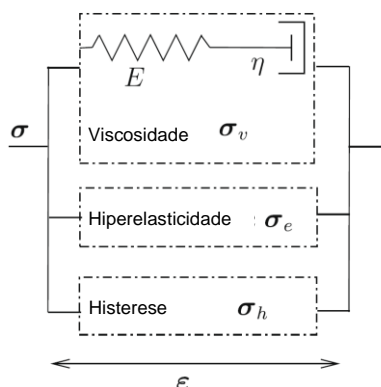 E η
σ Viscosidade σ_v
Hiperelasticidade σ_e
Histerese σ_h
ε